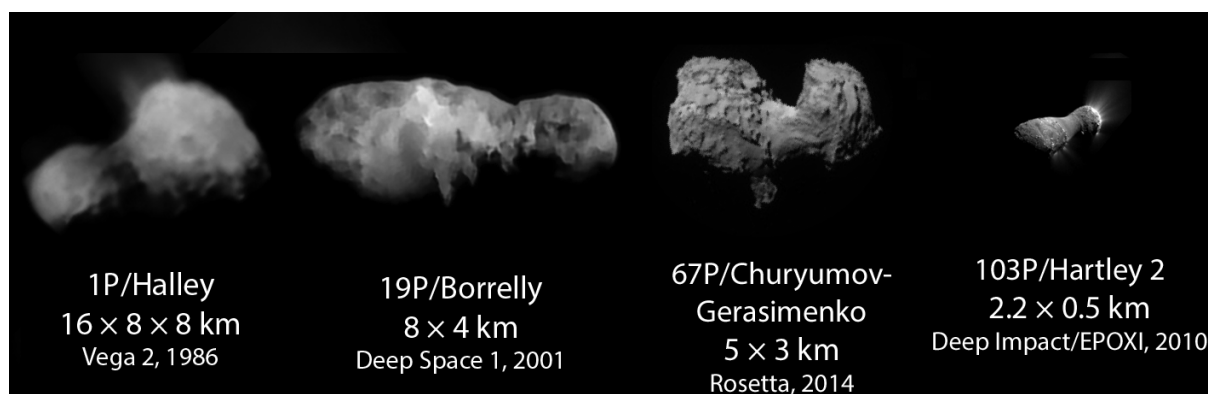 1P/Halley
16 × 8 × 8 km
Vega 2, 1986
19P/Borrelly
8 × 4 km
Deep Space 1, 2001
67P/Churyumov-
Gerasimenko
5 × 3 km
Rosetta, 2014
103P/Hartley 2
2.2 × 0.5 km
Deep Impact/EPOXI, 2010